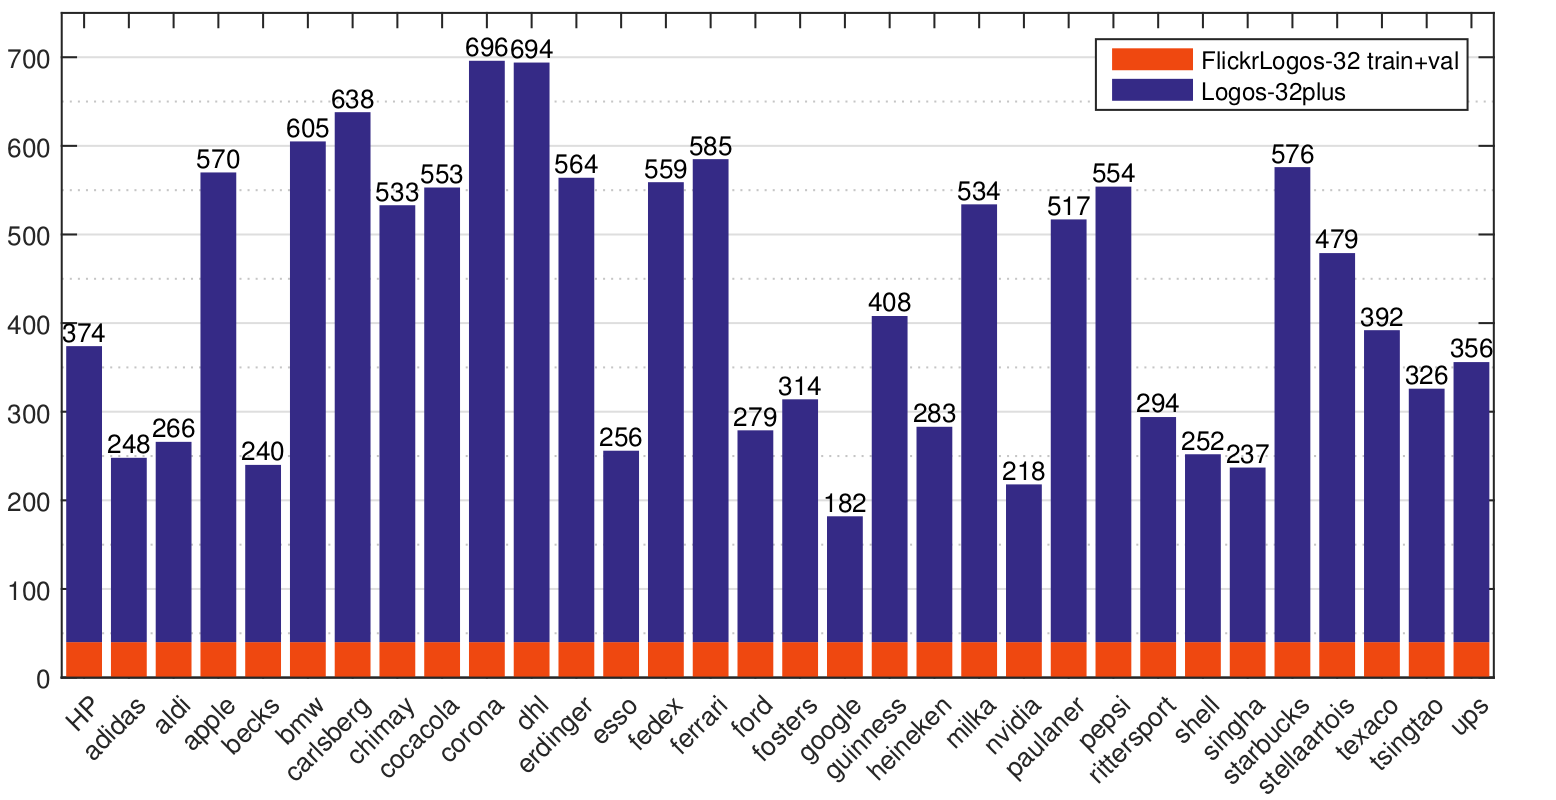 FlickrLogos-32 train+val
Logos-32plus
700
600
500
400
300
200
100
0
374
248
266
570
240
605
638
533
553
696
694
564
256
559
585
279
314
182
408
283
534
218
517
554
294
252
237
576
479
392
326
356
HP
adidas
aldi
apple
becks
bmw
carlsberg
chimay
cocacola
corona
dhl
erdinger
esso
fedex
ferrari
ford
fosters
google
guinness
heineken
milka
nvidia
paulaner
pepsi
rittersport
shell
singha
starbucks
stellaartois
texaco
tsingtao
ups